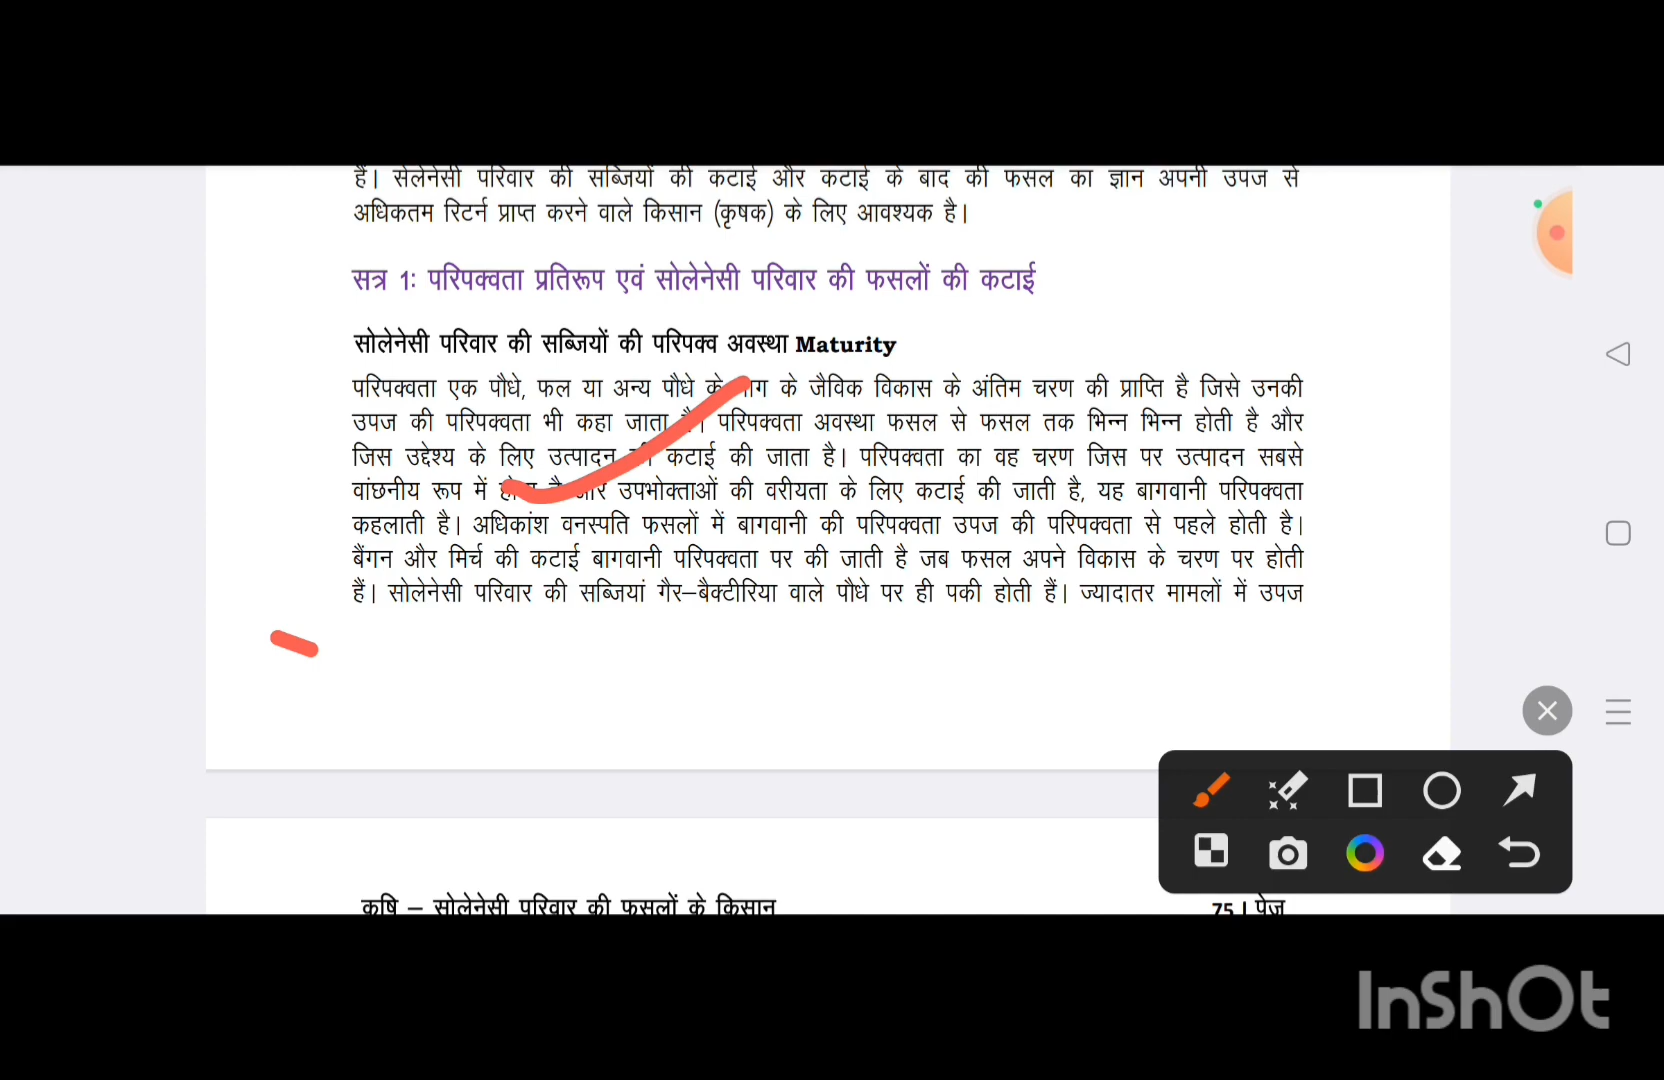 हैं। सेलेनेसी परिवार की सब्जियों की कटाई और कटाई के बाद की फसल का ज्ञान अपनी उपज से
अधिकतम रिटर्न प्राप्त करने वाले किसान (कृषक) के लिए आवश्यक है।
सत्र 1: परिपक्वता प्रतिरूप एवं सोलेनेसी परिवार की फसलों की कटाई
सोलेनेसी परिवार की सब्जियों की परिपक्व अवस्था Maturity
परिपक्वता एक पौधे, फल या अन्य पौधे के के जैविक विकास के अंतिम चरण की प्राप्ति है जिसे उनकी
उपज की परिपक्वता भी कहा जाता परिपक्वता अवस्था फसल से फसल तक भिन्न भिन्न होती है और
जिस उद्देश्य के लिए उत्पादन कटाई की जाता है। परिपक्वता का वह चरण जिस पर उत्पादन सबसे
वांछनीय रूप में उपभोक्ताओं की वरीयता के लिए कटाई की जाती है, यह बागवानी परिपक्वता
कहलाती है। अधिकांश वनस्पति फसलों में बागवानी की परिपक्वता उपज की परिपक्वता से पहले होती है।
बैंगन और मिर्च की कटाई बागवानी परिपक्वता पर की जाती है जब फसल अपने विकास के चरण पर होती
हैं। सोलेनेसी परिवार की सब्जियां गैर–बैक्टीरिया वाले पौधे पर ही पकी होती हैं। ज्यादातर मामलों में उपज
कृषि – सोलेनेसी परिवार की फसलों के किसान
75 | पेज
InShOt